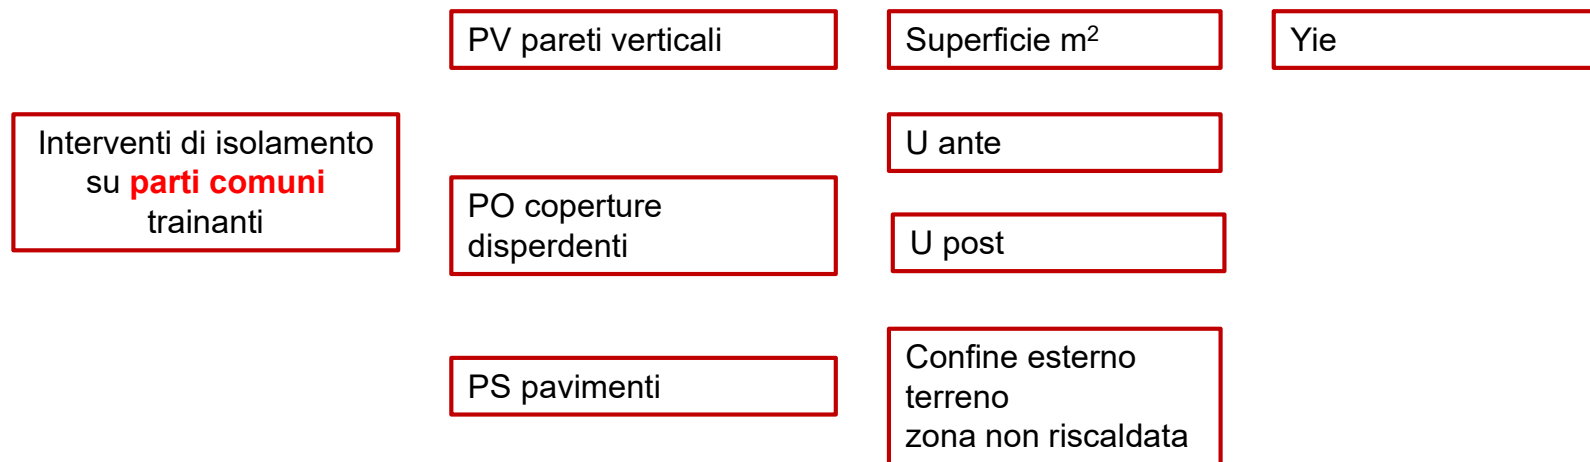 Interventi di isolamento
su parti comuni
trainanti
PV pareti verticali
PO coperture
disperdenti
PS pavimenti
Superficie m²
U ante
U post
Confine esterno
terreno
zona non riscaldata
Yie